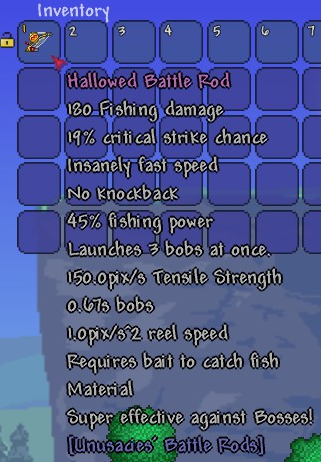 Inventory
1 2 3 4 5 6 7
Hallowed Battle Rod
180 Fishing damage
19% critical strike chance
Insanely fast speed
No knockback
45% fishing power
Launches 3 bobs at once.
150.0pix/s Tensile Strength
0.67s bobs
1.0pix/s^2 reel speed
Requires bait to catch fish
Material
Super effective against Bosses!
[Unusacies' Battle Rods]